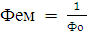 Фем = 1/Фо